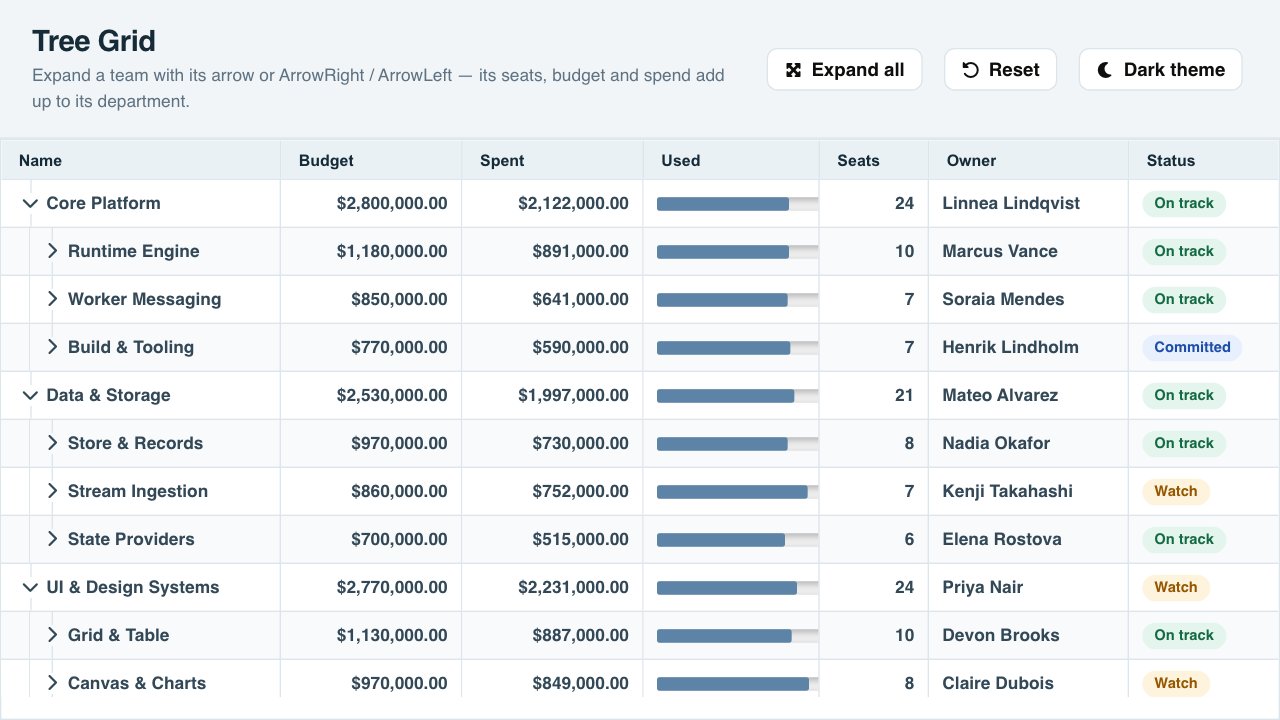 Tree Grid
Expand a team with its arrow or ArrowRight / ArrowLeft — its seats, budget and spend add
up to its department.
Expand all
Reset
Dark theme
Name Budget Spent Used Seats Owner Status
Core Platform $2,800,000.00 $2,122,000.00 24 Linnea Lindqvist On track
Runtime Engine $1,180,000.00 $891,000.00 10 Marcus Vance On track
Worker Messaging $850,000.00 $641,000.00 7 Soraia Mendes On track
Build & Tooling $770,000.00 $590,000.00 7 Henrik Lindholm Committed
Data & Storage $2,530,000.00 $1,997,000.00 21 Mateo Alvarez On track
Store & Records $970,000.00 $730,000.00 8 Nadia Okafor On track
Stream Ingestion $860,000.00 $752,000.00 7 Kenji Takahashi Watch
State Providers $700,000.00 $515,000.00 6 Elena Rostova On track
UI & Design Systems $2,770,000.00 $2,231,000.00 24 Priya Nair Watch
Grid & Table $1,130,000.00 $887,000.00 10 Devon Brooks On track
Canvas & Charts $970,000.00 $849,000.00 8 Claire Dubois Watch